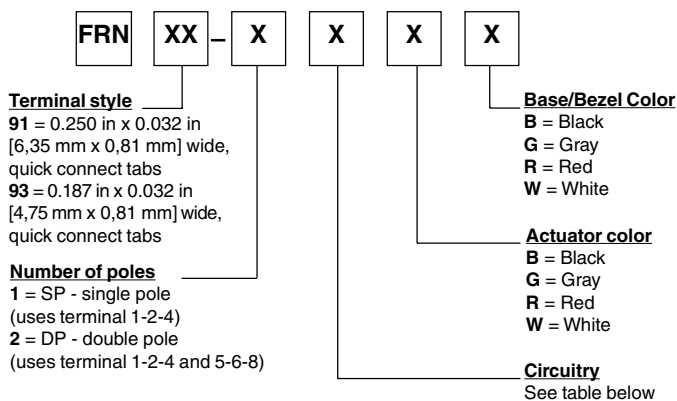 FRN XX – X X X X
Terminal style
91 = 0.250 in x 0.032 in
[6,35 mm x 0,81 mm] wide,
quick connect tabs
93 = 0.187 in x 0.032 in
[4,75 mm x 0,81 mm] wide,
quick connect tabs
Number of poles
1 = SP - single pole
(uses terminal 1-2-4)
2 = DP - double pole
(uses terminal 1-2-4 and 5-6-8)
Base/Bezel Color
B = Black
G = Gray
R = Red
W = White
Actuator color
B = Black
G = Gray
R = Red
W = White
Circuitry
See table below